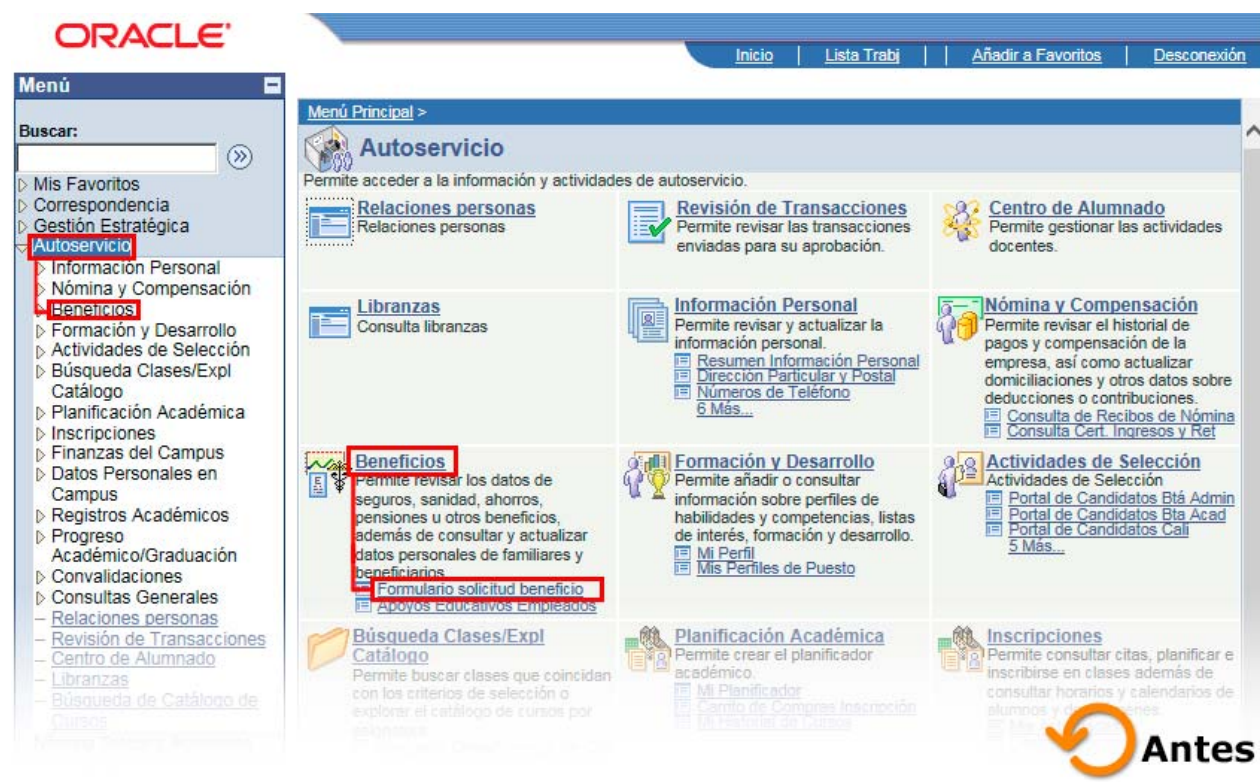 ORACLE
Inicio | Lista Trabj | | Añadir a Favoritos | Desconexión
Menú
Buscar:
Mis Favoritos
Correspondencia
Gestión Estratégica
Autoservicio
Información Personal
Nómina y Compensación
Beneficios
Formación y Desarrollo
Actividades de Selección
Búsqueda Clases/Expl
Catálogo
Planificación Académica
Inscripciones
Finanzas del Campus
Datos Personales en
Campus
Registros Académicos
Progreso
Académico/Graduación
Convalidaciones
Consultas Generales
Relaciones personas
Revisión de Transacciones
Centro de Alumnado
Libranzas
Búsqueda de Catálogo de
Cursos
Menú Principal >
Autoservicio
Permite acceder a la información y actividades de autoservicio.
Relaciones personas
Relaciones personas
Revisión de Transacciones
Permite revisar las transacciones
enviadas para su aprobación.
Centro de Alumnado
Permite gestionar las actividades
docentes.
Libranzas
Consulta libranzas
Información Personal
Permite revisar y actualizar la
información personal.
Resumen Información Personal
Dirección Particular y Postal
Números de Teléfono
6 Más...
Nómina y Compensación
Permite revisar el historial de
pagos y compensación de la
empresa, así como actualizar
domiciliaciones y otros datos sobre
deducciones o contribuciones.
Consulta de Recibos de Nómina
Consulta Cert. Ingresos y Ret
Beneficios
Permite revisar los datos de
seguros, sanidad, ahorros,
pensiones u otros beneficios,
además de consultar y actualizar
datos personales de familiares y
beneficiarios.
Formulario solicitud beneficio
Apoyos Educativos Empleados
Formación y Desarrollo
Permite añadir o consultar
información sobre perfiles de
habilidades y competencias, listas
de interés, formación y desarrollo.
Mi Perfil
Mis Perfiles de Puesto
Actividades de Selección
Actividades de Selección
Portal de Candidatos Btá Admin
Portal de Candidatos Bta Acad
Portal de Candidatos Cali
5 Más...
Búsqueda Clases/Expl
Catálogo
Permite buscar clases que coincidan
con los criterios de selección o
explorar el catálogo de cursos por
Planificación Académica
Permite crear el planificador
académico.
Mi Planificador
Carrito de Compras Inscripción
Mi Historial de Cursos
Inscripciones
Permite consultar citas, planificar e
inscribirse en clases además de
consultar horarios y calendarios de
alumnos y de
Antes